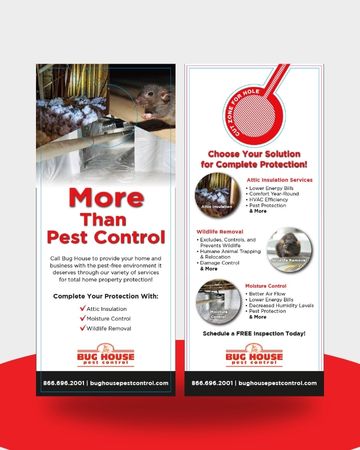 More
Than
Pest Control
Call Bug House to provide your home and
business with the pest-free environment it
deserves through our variety of services
for total home property protection!
Complete Your Protection With:
Attic Insulation
Moisture Control
Wildlife Removal
BUG HOUSE
pest control
866.696.2001 | bughousepestcontrol.com
CUT ZONE FOR HOLE
Choose Your Solution
for Complete Protection!
Attic Insulation
Attic Insulation Services
• Lower Energy Bills
• Comfort Year-Round
• HVAC Efficiency
• Pest Protection
& More
Wildlife Removal
• Excludes, Controls, and
Prevents Wildlife
• Humane Animal Trapping
& Relocation
• Damage Control
& More
Wildlife Removal
Moisture Control
Moisture Control
• Better Air Flow
• Lower Energy Bills
• Decreased Humidity Levels
• Pest Protection
& More
Schedule a FREE Inspection Today!
BUG HOUSE
pest control
866.696.2001 | bughousepestcontrol.com